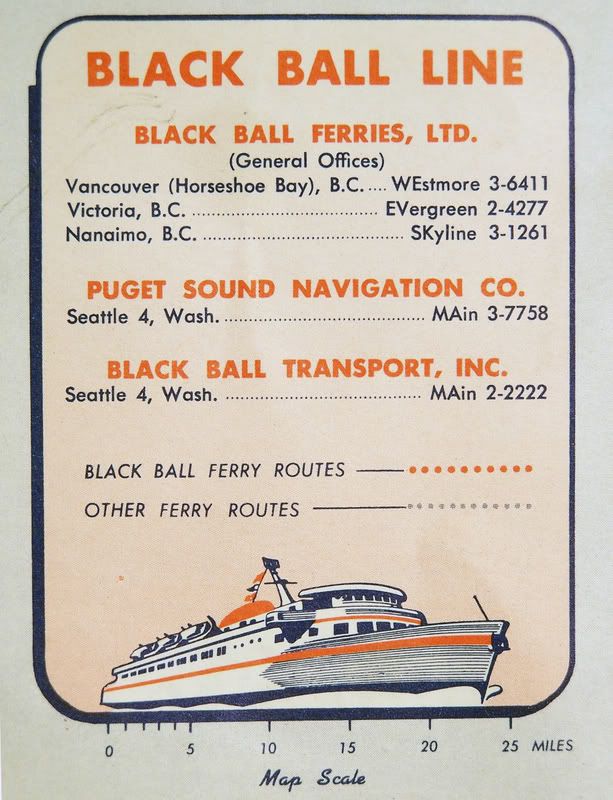 BLACK BALL LINE
BLACK BALL FERRIES, LTD.
(General Offices)
Vancouver (Horseshoe Bay), B.C. .... WEstmore 3-6411
Victoria, B.C. .................................... EVergreen 2-4277
Nanaimo, B.C. ........................................ SKyline 3-1261
PUGET SOUND NAVIGATION CO.
Seattle 4, Wash. ....................................... MAin 3-7758
BLACK BALL TRANSPORT, INC.
Seattle 4, Wash. ...................................... MAin 2-2222
BLACK BALL FERRY ROUTES
OTHER FERRY ROUTES
0 5 10 15 20 25 MILES
Map Scale